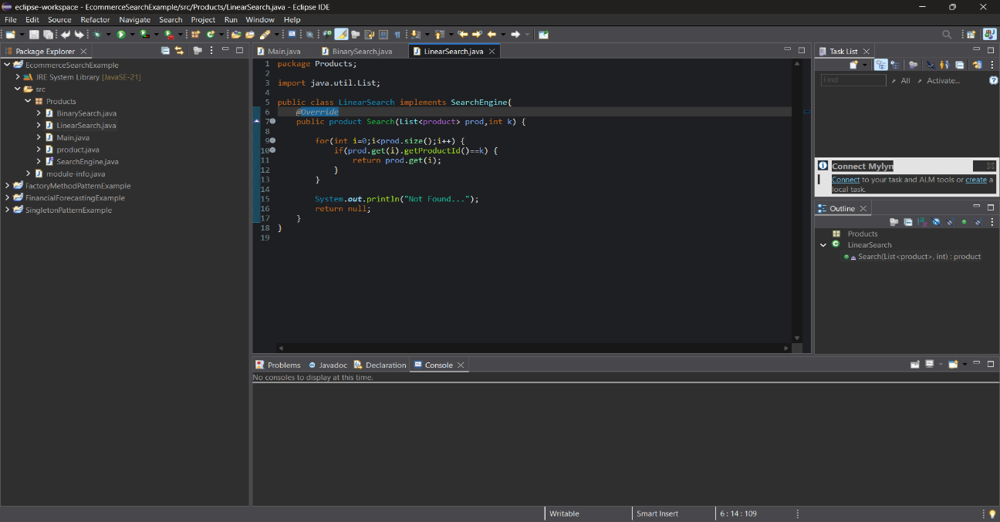 eclipse-workspace - EcommerceSearchExample/src/Products/LinearSearch.java - Eclipse IDE
File Edit Source Refactor Navigate Search Project Run Window Help
Package Explorer
EcommerceSearchExample
JRE System Library [JavaSE-21]
src
Products
BinarySearch.java
LinearSearch.java
Main.java
product.java
SearchEngine.java
module-info.java
FactoryMethodPatternExample
FinancialForecastingExample
SingletonPatternExample
Main.java BinarySearch.java LinearSearch.java
1 package Products;
2
3 import java.util.List;
4
5 public class LinearSearch implements SearchEngine{
6 @Override
7 public product Search(List<product> prod,int k) {
8
9 for(int i=0;i<prod.size();i++) {
10 if(prod.get(i).getProductId()==k) {
11 return prod.get(i);
12 }
13 }
14
15 System.out.println("Not Found...");
16 return null;
17 }
18 }
19
Task List
Find All Activate...
Connect Mylyn
Connect to your task and ALM tools or create a
local task.
Outline
Products
LinearSearch
Search(List<product>, int) : product
Problems Javadoc Declaration Console
No consoles to display at this time.
Writable Smart Insert 6 : 14 : 109